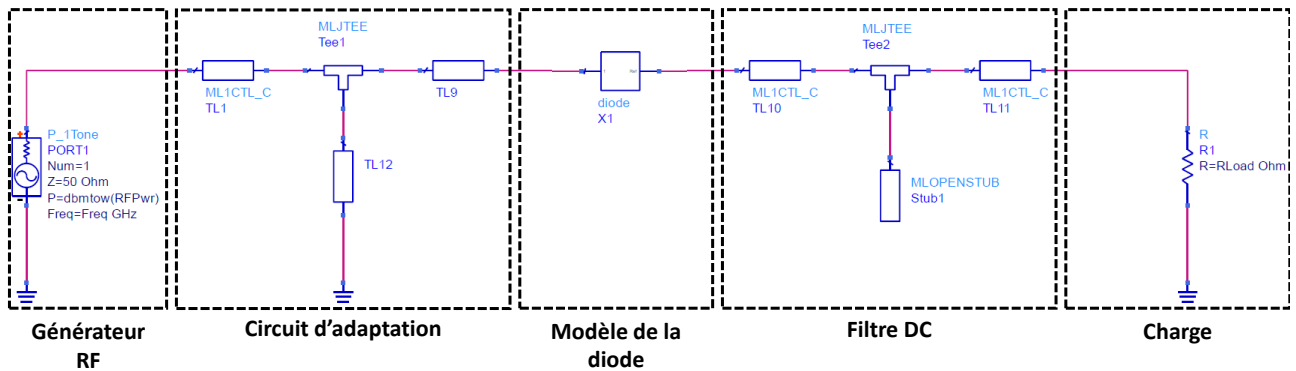 P_1Tone
PORT1
Num=1
Z=50 Ohm
P=dbmtow(RFPwr)
Freq=Freq GHz
Générateur
RF
ML1CTL_C
TL1
MLJTEE
Tee1
TL9
TL12
Circuit d'adaptation
diode
X1
Modèle de la
diode
ML1CTL_C
TL10
MLJTEE
Tee2
ML1CTL_C
TL11
MLOPENSTUB
Stub1
Filtre DC
R
R1
R=RLoad Ohm
Charge